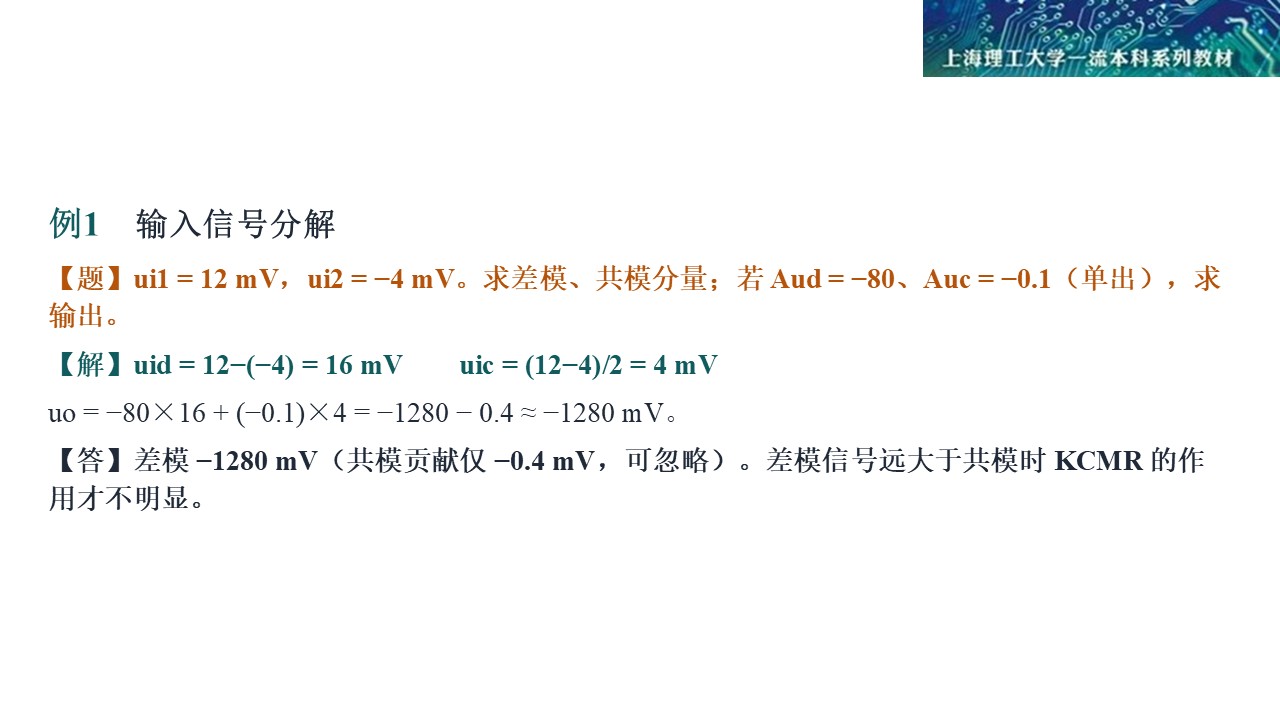 上海理工大学一流本科系列教材
例1 输入信号分解
【题】ui1 = 12 mV，ui2 = −4 mV。求差模、共模分量；若 Aud = −80、Auc = −0.1（单出），求
输出。
【解】uid = 12−(−4) = 16 mV  uic = (12−4)/2 = 4 mV
uo = −80×16 + (−0.1)×4 = −1280 − 0.4 ≈ −1280 mV。
【答】差模 −1280 mV（共模贡献仅 −0.4 mV，可忽略）。差模信号远大于共模时 KCMR 的作
用才不明显。